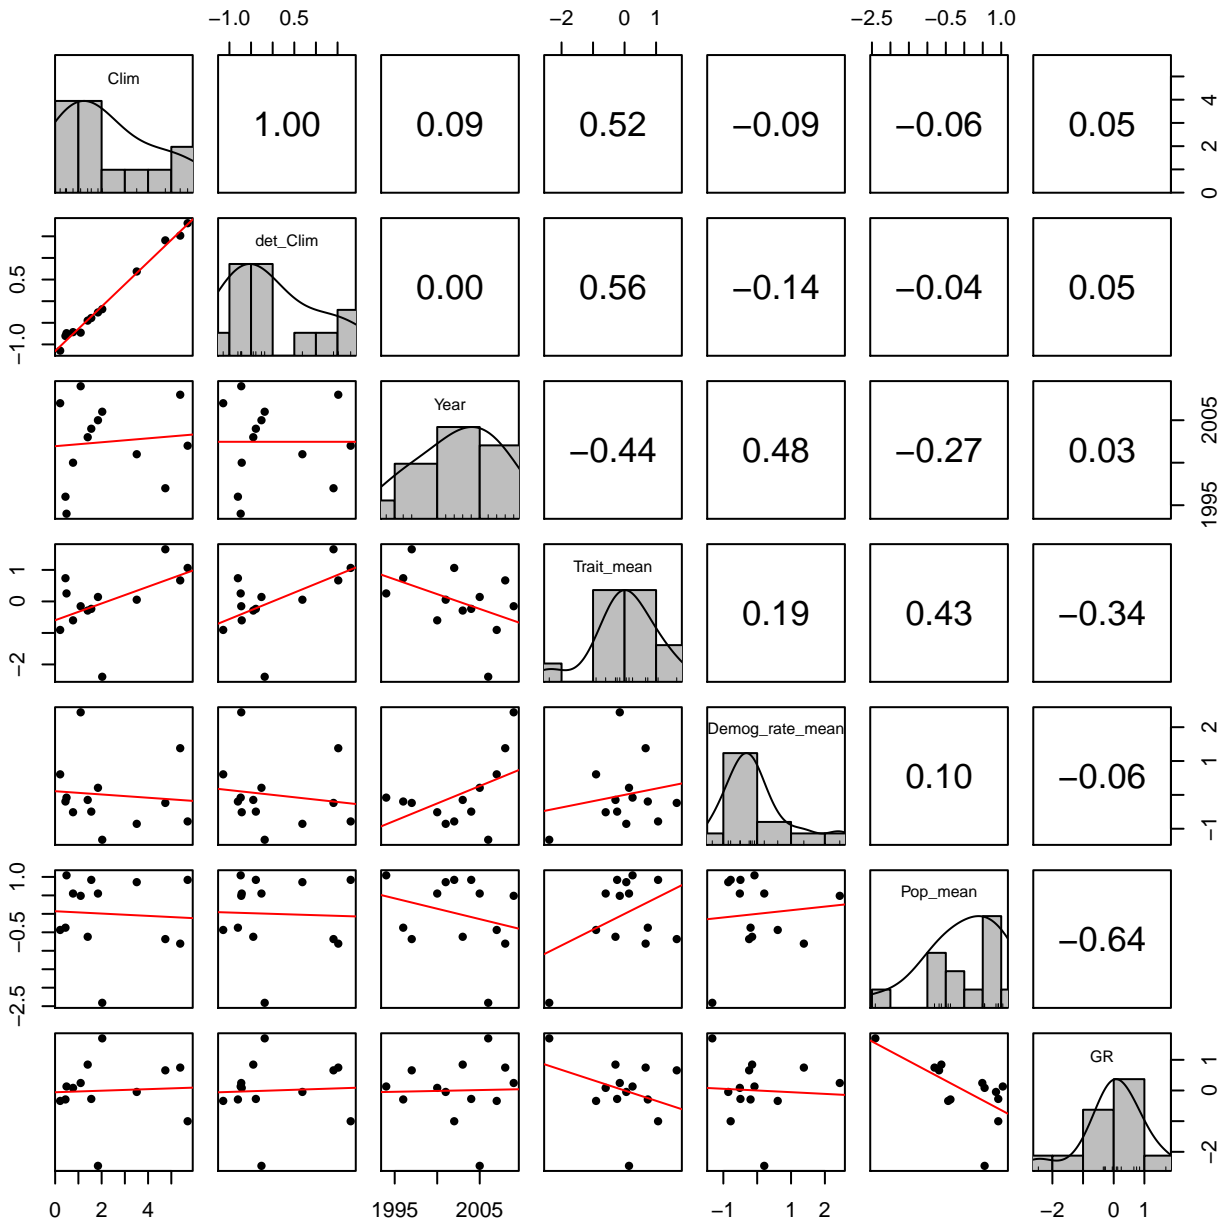 −1.0 0.5 −2 0 1 −2.5 −0.5 1.0
Clim 1.00 0.09 0.52 −0.09 −0.06 0.05 0 2 4
−1.0 0.5 det_Clim 0.00 0.56 −0.14 −0.04 0.05
Year −0.44 0.48 −0.27 0.03 1995 2005
−2 0 1 Trait_mean 0.19 0.43 −0.34
Demog_rate_mean 0.10 −0.06 −1 1 2
−2.5 −0.5 1.0 Pop_mean −0.64
GR −2 0 1
0 2 4 1995 2005 −1 1 2 −2 0 1